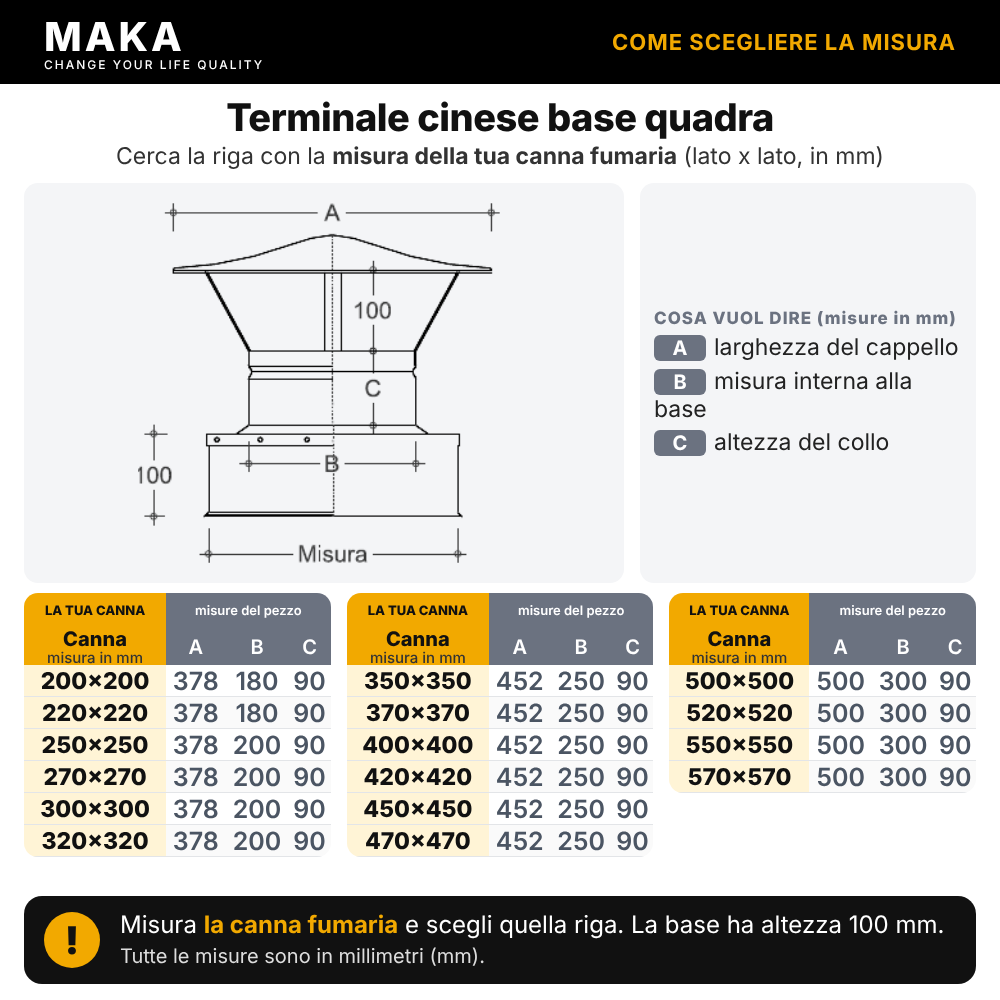 MAKA
CHANGE YOUR LIFE QUALITY
COME SCEGLIERE LA MISURA
Terminale cinese base quadra
Cerca la riga con la misura della tua canna fumaria (lato x lato, in mm)
A
100
C
B
100
Misura
COSA VUOL DIRE (misure in mm)
A larghezza del cappello
B misura interna alla
base
C altezza del collo
LA TUA CANNA misure del pezzo
Canna A B C
misura in mm
200×200 378 180 90
220×220 378 180 90
250×250 378 200 90
270×270 378 200 90
300×300 378 200 90
320×320 378 200 90
LA TUA CANNA misure del pezzo
Canna A B C
misura in mm
350×350 452 250 90
370×370 452 250 90
400×400 452 250 90
420×420 452 250 90
450×450 452 250 90
470×470 452 250 90
LA TUA CANNA misure del pezzo
Canna A B C
misura in mm
500×500 500 300 90
520×520 500 300 90
550×550 500 300 90
570×570 500 300 90
! Misura la canna fumaria e scegli quella riga. La base ha altezza 100 mm.
Tutte le misure sono in millimetri (mm).